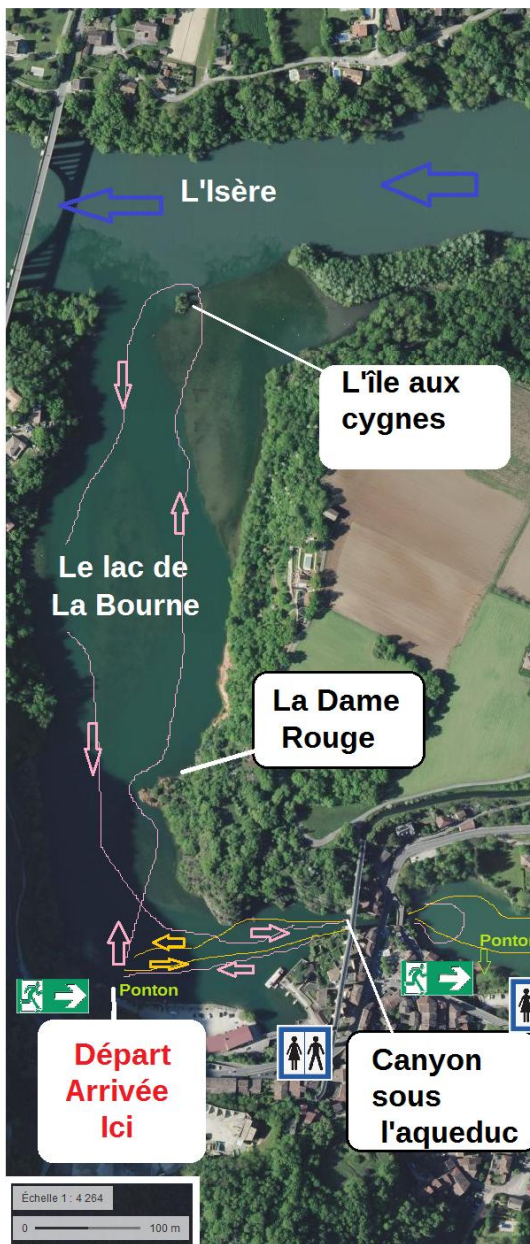 L'Isère
L'île aux
cygnes
Le lac de
La Bourne
La Dame
Rouge
Ponton
Ponton
Départ
Arrivée
Ici
Canyon
sous
l'aqueduc
Échelle 1 : 4 264
0
100 m